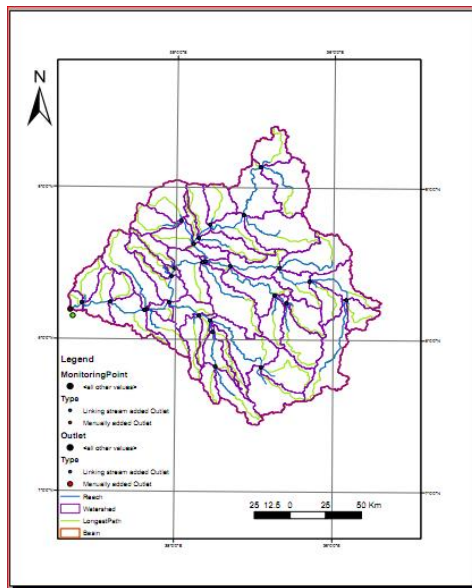 N
Legend
MonitoringPoint
<all other values>
Type
Linking stream added Outlet
Manually added Outlet
Outlet
<all other values>
Type
Linking stream added Outlet
Manually added Outlet
Reach
Watershed
LongestPath
Basin
25 12.5 0 25 50 Km